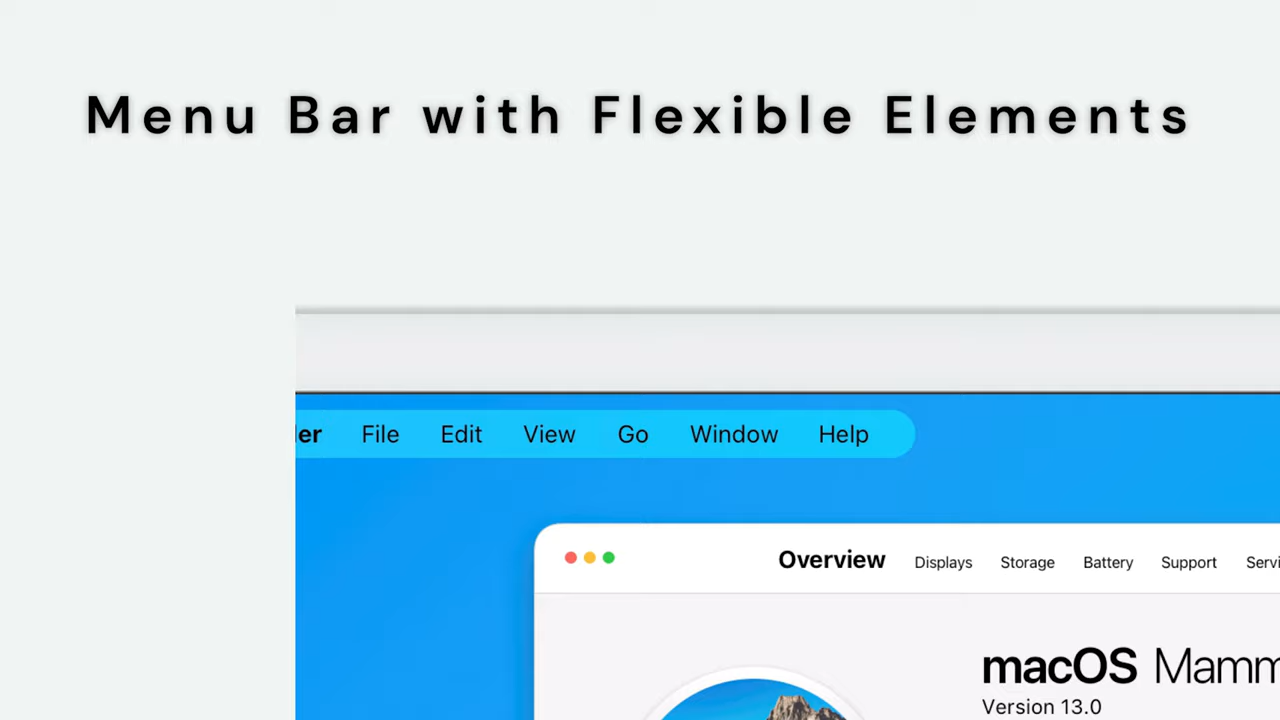 Menu Bar with Flexible Elements
File Edit View Go Window Help
Overview Displays Storage Battery Support
macOS
Version 13.0